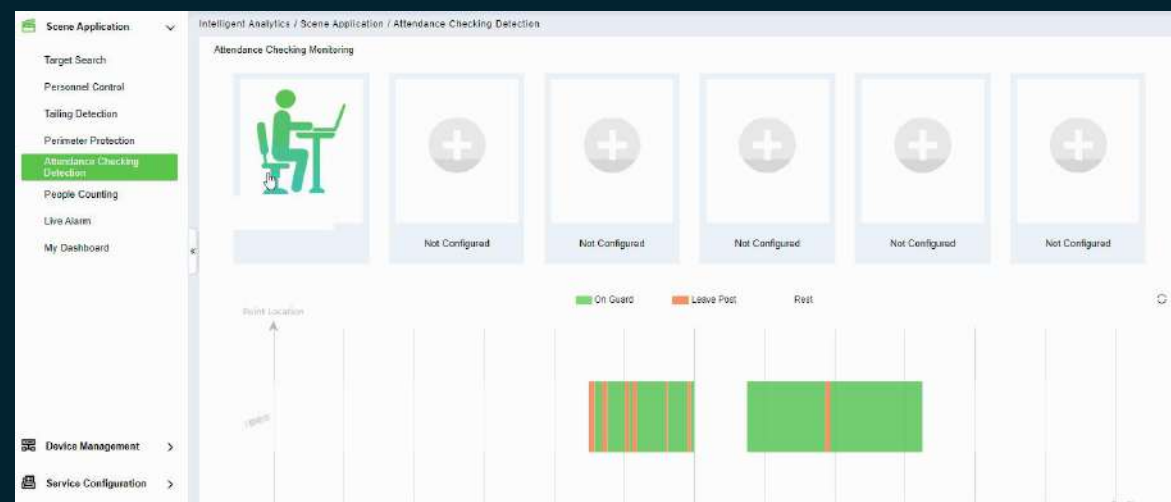 Scene Application
Intelligent Analytics / Scene Application / Attendance Checking Detection
Target Search
Personnel Control
Tailing Detection
Perimeter Protection
Attendance Checking
Detection
People Counting
Live Alarm
My Dashboard
Device Management
Service Configuration
Attendance Checking Monitoring
Not Configured
Not Configured
Not Configured
Not Configured
Not Configured
On Guard
Leave Post
Rest
Point Location